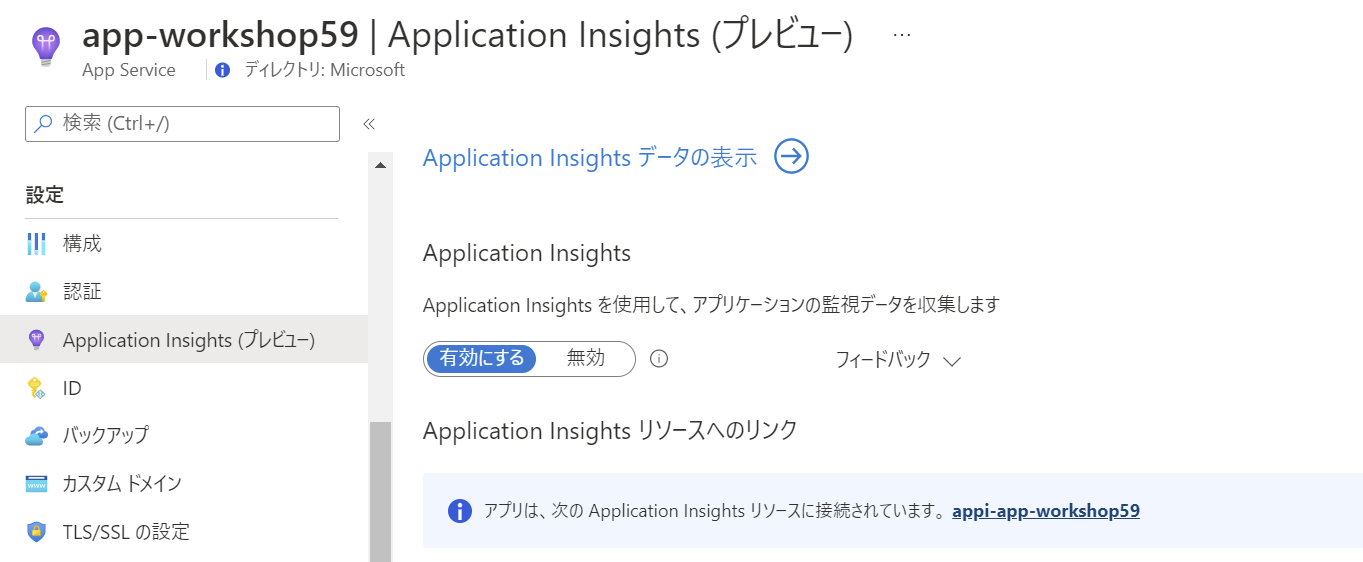 app-workshop59 | Application Insights (プレビュー) ...
App Service
ディレクトリ: Microsoft
検索 (Ctrl+/)
«
設定
構成
認証
Application Insights (プレビュー)
ID
バックアップ
カスタム ドメイン
TLS/SSL の設定
Application Insights データの表示
Application Insights
Application Insights を使用して、アプリケーションの監視データを収集します
有効にする 無効 フィードバック
Application Insights リソースへのリンク
アプリは、次の Application Insights リソースに接続されています。 appi-app-workshop59